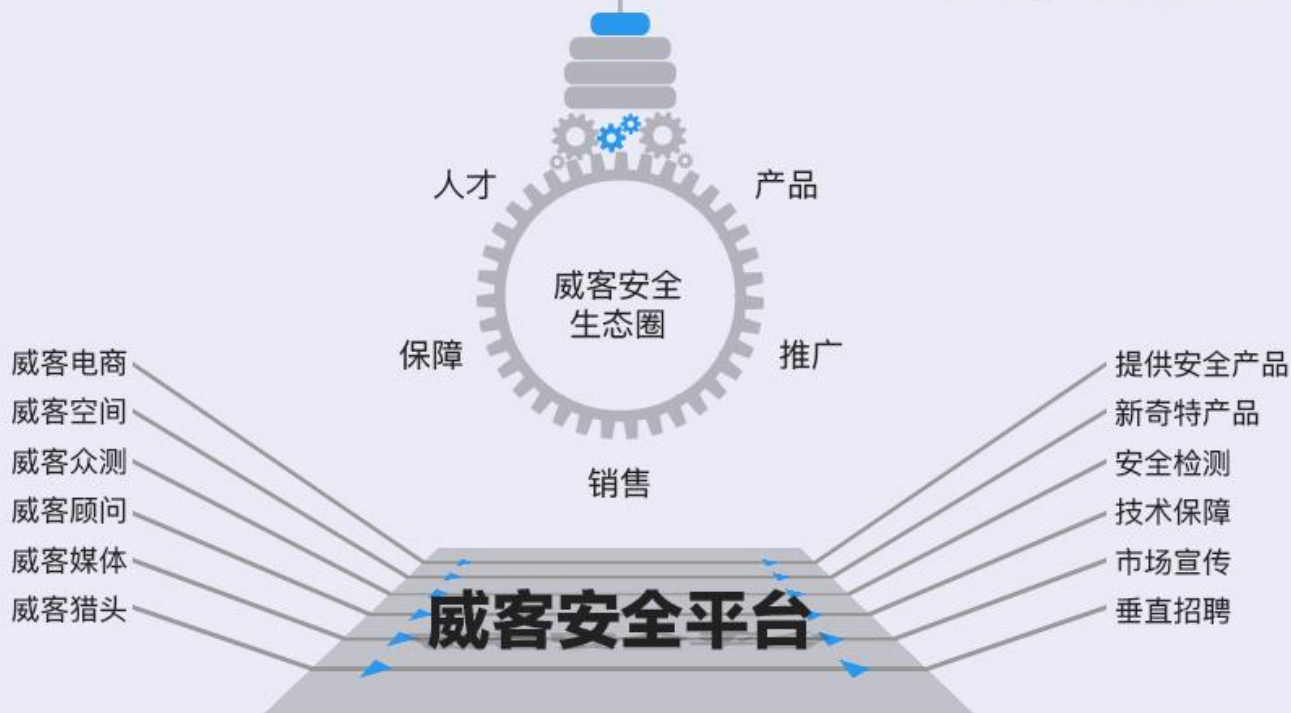 人才
产品
威客安全
生态圈
保障
推广
销售
威客电商
威客空间
威客众测
威客顾问
威客媒体
威客猎头
提供安全产品
新奇特产品
安全检测
技术保障
市场宣传
垂直招聘
威客安全平台